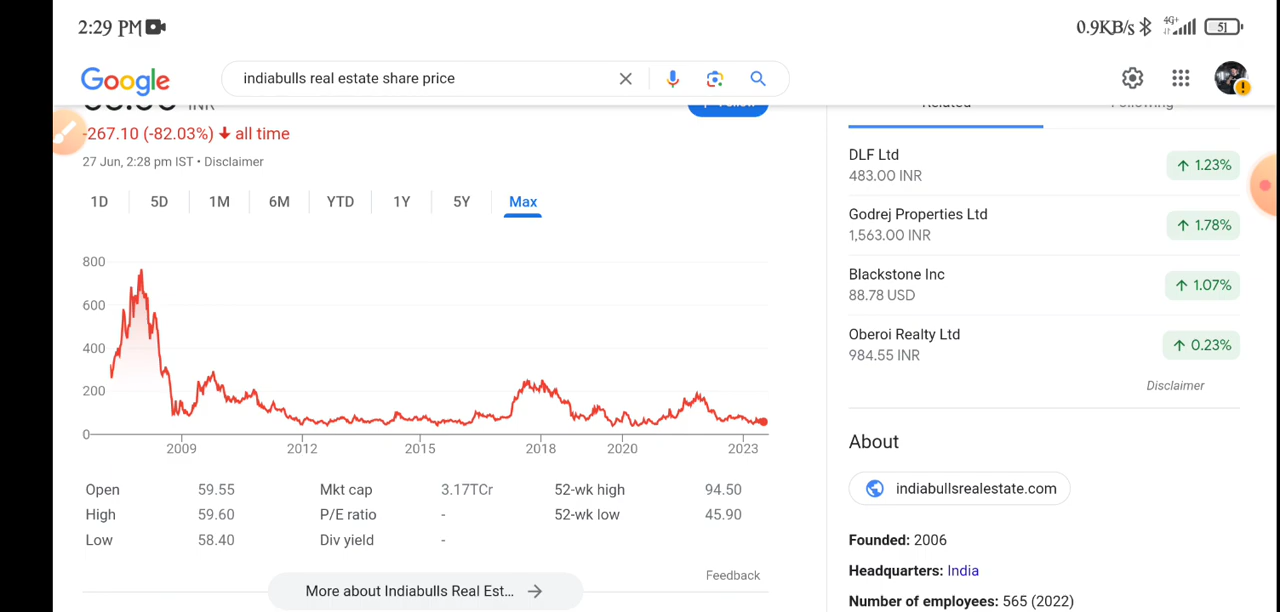 2:29 PM
0.9KB/s 4G+ 51
Google
indiabulls real estate share price
INR
-267.10 (-82.03%) ↓ all time
27 Jun, 2:28 pm IST • Disclaimer
1D 5D 1M 6M YTD 1Y 5Y Max
800
600
400
200
0
2009 2012 2015 2018 2020 2023
Open 59.55 Mkt cap 3.17TCr 52-wk high 94.50
High 59.60 P/E ratio - 52-wk low 45.90
Low 58.40 Div yield -
Feedback
More about Indiabulls Real Est... →
Related Following
DLF Ltd
483.00 INR
↑ 1.23%
Godrej Properties Ltd
1,563.00 INR
↑ 1.78%
Blackstone Inc
88.78 USD
↑ 1.07%
Oberoi Realty Ltd
984.55 INR
↑ 0.23%
Disclaimer
About
indiabullsrealestate.com
Founded: 2006
Headquarters: India
Number of employees: 565 (2022)